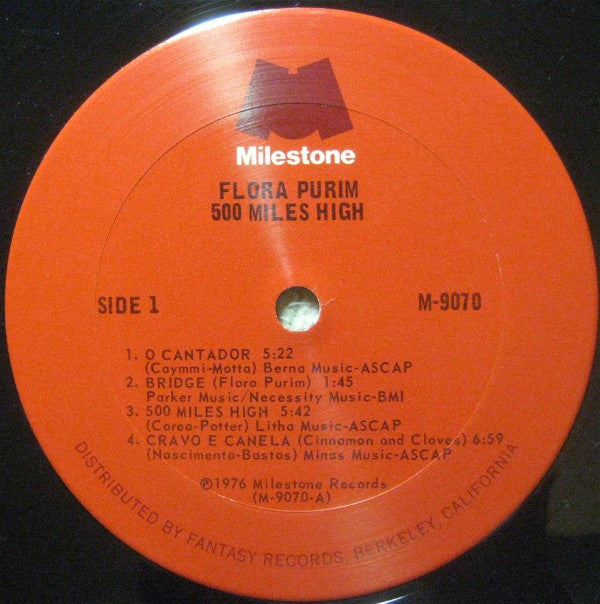 Milestone
FLORA PURIM
500 MILES HIGH
SIDE 1
M-9070
1. O CANTADOR 5:22
(Caymmi-Motta) Berna Music-ASCAP
2. BRIDGE (Flora Purim) 1:45
Parker Music/Necessity Music-BMI
3. 500 MILES HIGH 5:42
(Corea-Potter) Litha Music-ASCAP
4. CRAVO E CANELA (Cinnamon and Cloves) 6:59
(Nascimento-Bastos) Minas Music-ASCAP
℗1976 Milestone Records
(M-9070-A)
DISTRIBUTED BY FANTASY RECORDS, BERKELEY, CALIFORNIA